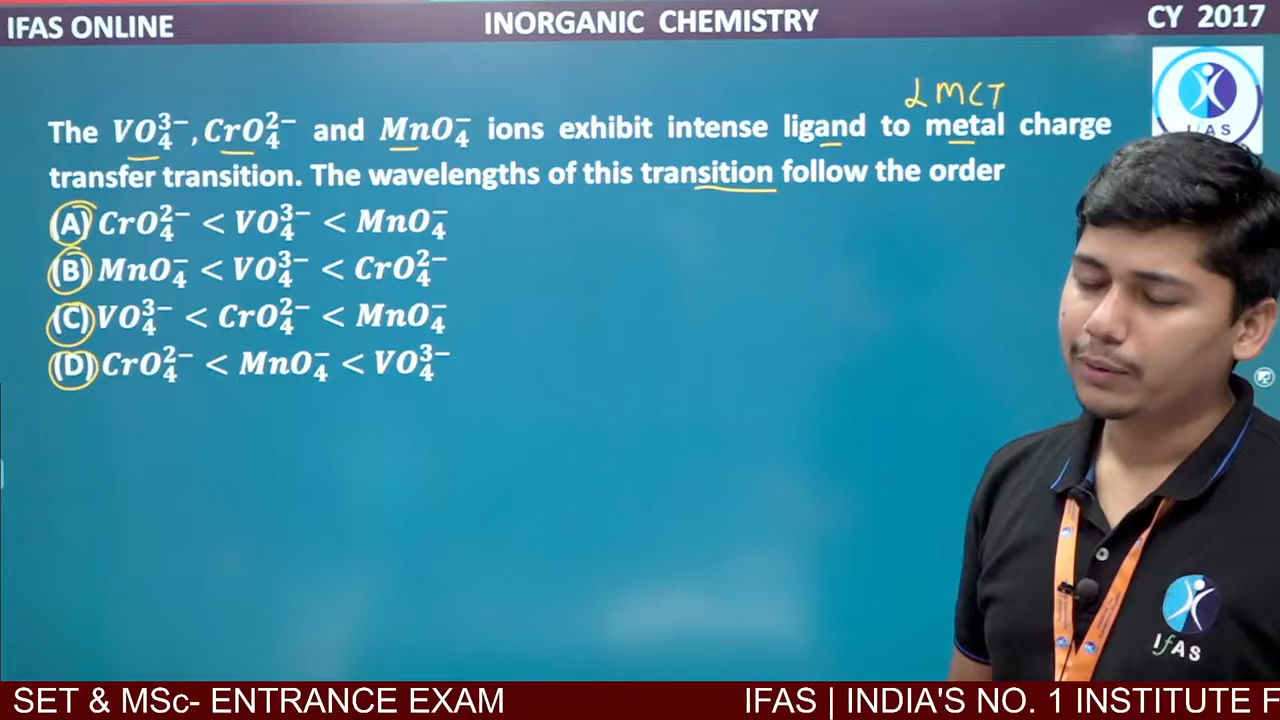 IFAS ONLINE INORGANIC CHEMISTRY CY 2017
LMCT
The VO₄³⁻, CrO₄²⁻ and MnO₄⁻ ions exhibit intense ligand to metal charge
transfer transition. The wavelengths of this transition follow the order
(A) CrO₄²⁻ < VO₄³⁻ < MnO₄⁻
(B) MnO₄⁻ < VO₄³⁻ < CrO₄²⁻
(C) VO₄³⁻ < CrO₄²⁻ < MnO₄⁻
(D) CrO₄²⁻ < MnO₄⁻ < VO₄³⁻
IFAS
SET & MSc- ENTRANCE EXAM IFAS | INDIA'S NO. 1 INSTITUTE F